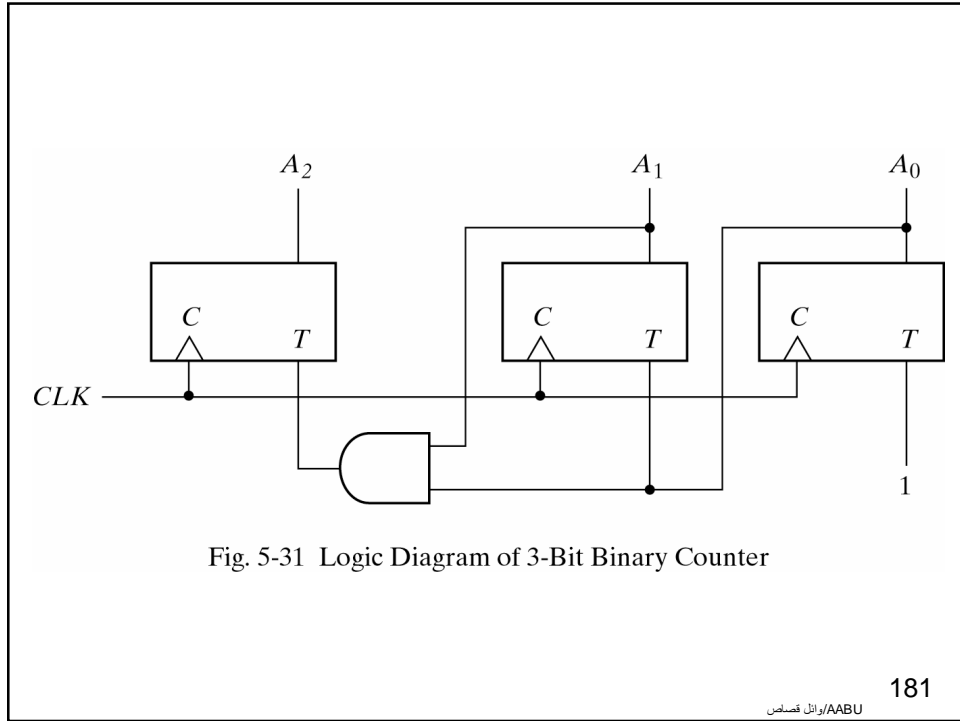 A2 A1 A0
C T C T C T
CLK
1
Fig. 5-31 Logic Diagram of 3-Bit Binary Counter
181
وائل قصاص/AABU